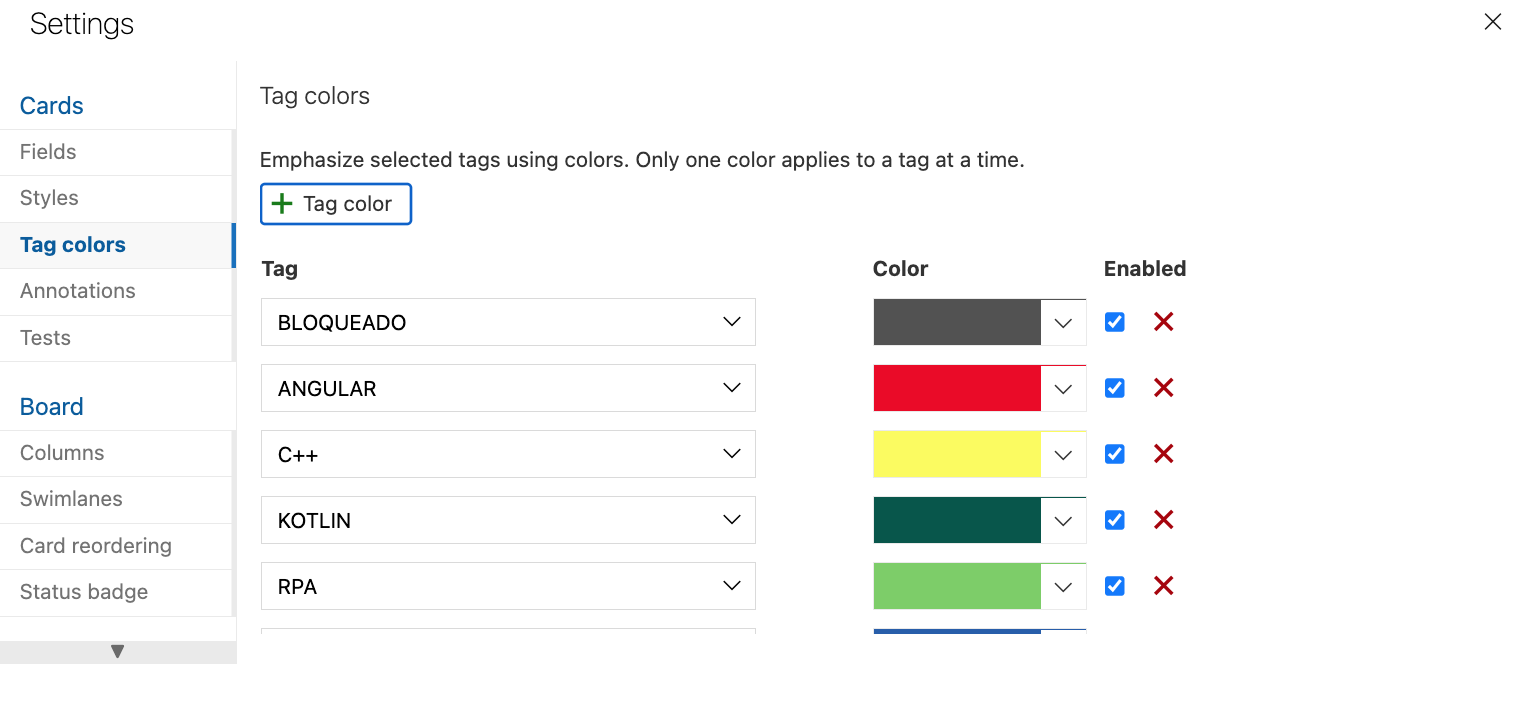 Settings
Cards
Fields
Styles
Tag colors
Annotations
Tests
Board
Columns
Swimlanes
Card reordering
Status badge
Tag colors
Emphasize selected tags using colors. Only one color applies to a tag at a time.
Tag color
Tag Color Enabled
BLOQUEADO
ANGULAR
C++
KOTLIN
RPA